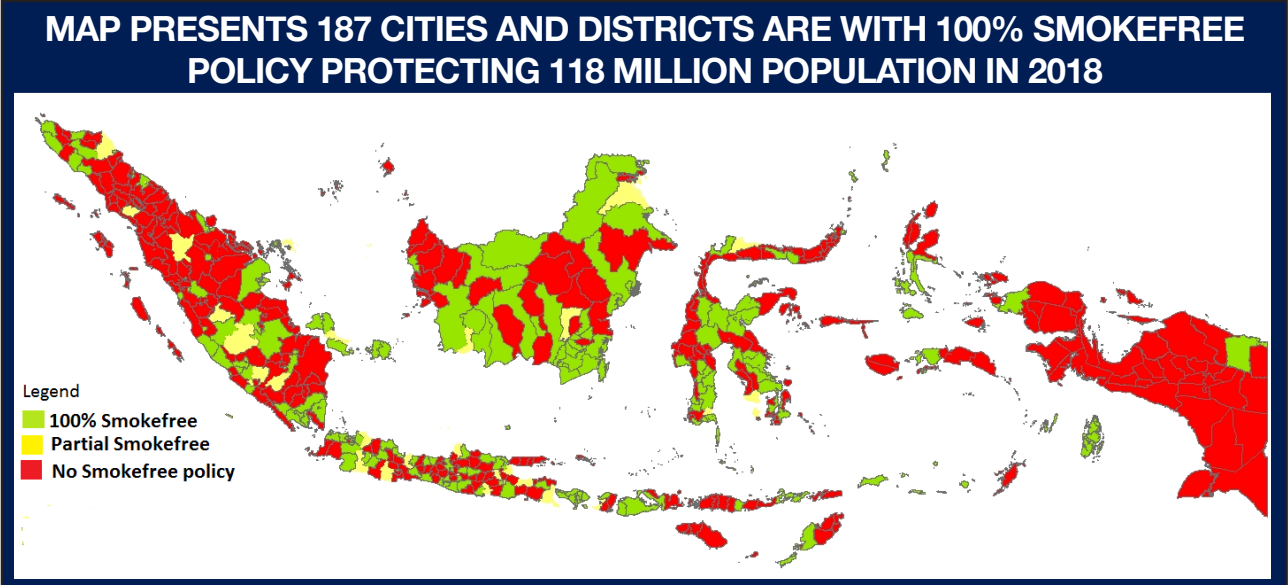 MAP PRESENTS 187 CITIES AND DISTRICTS ARE WITH 100% SMOKEFREE
POLICY PROTECTING 118 MILLION POPULATION IN 2018
Legend
100% Smokefree
Partial Smokefree
No Smokefree policy